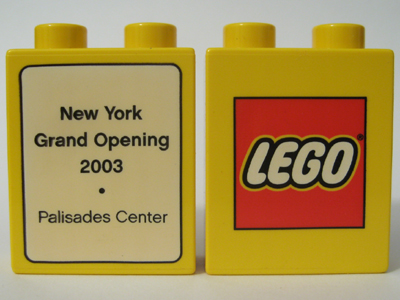 New York
Grand Opening
2003
•
Palisades Center
LEGO®